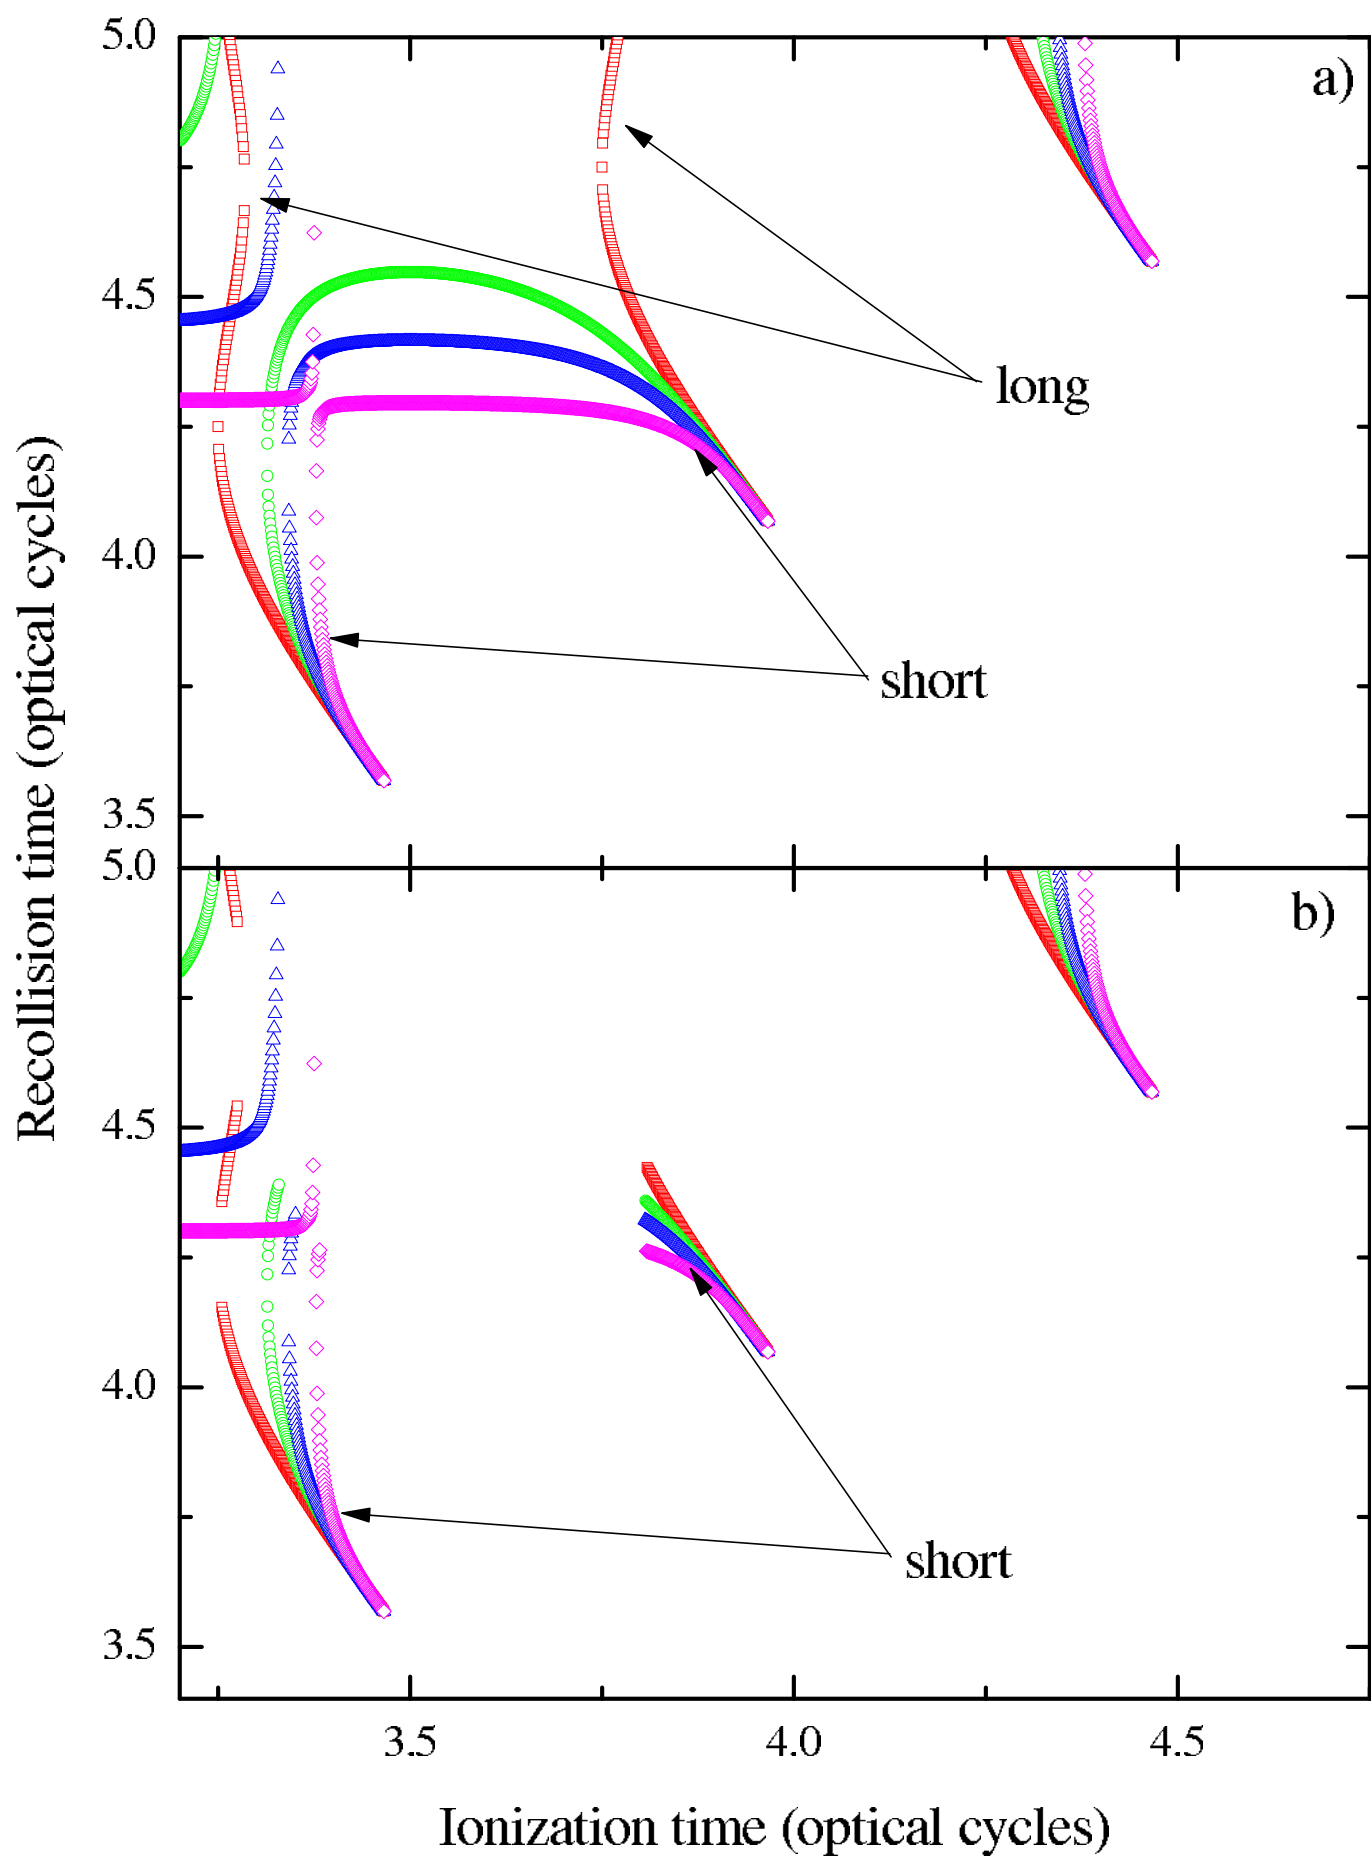 5.0
a)
4.5
long
4.0
short
3.5
5.0
b)
4.5
4.0
short
3.5
3.5 4.0 4.5
Recollision time (optical cycles)
Ionization time (optical cycles)